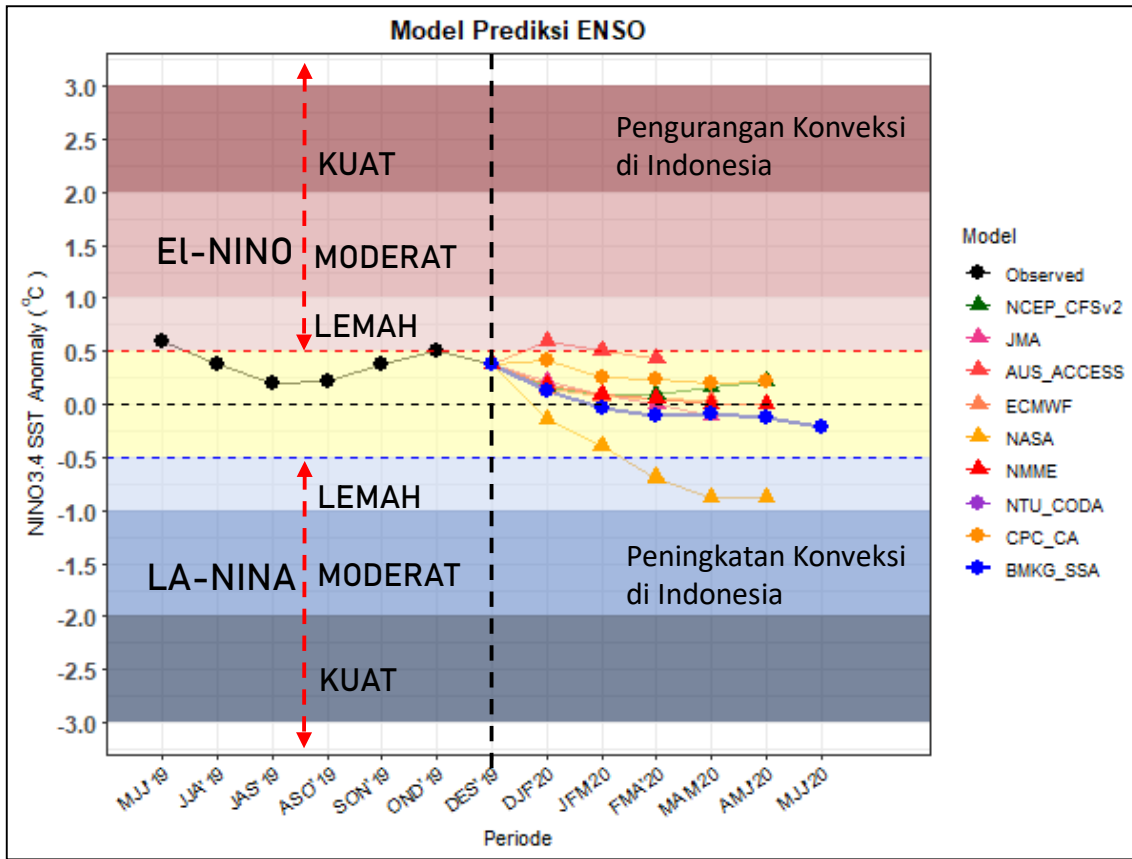 Model Prediksi ENSO
NINO3.4 SST Anomaly (°C )
3.0
2.5
2.0
1.5
1.0
0.5
0.0
-0.5
-1.0
-1.5
-2.0
-2.5
-3.0
KUAT
El-NINO
MODERAT
LEMAH
Pengurangan Konveksi
di Indonesia
LEMAH
LA-NINA
MODERAT
KUAT
Peningkatan Konveksi
di Indonesia
MJJ'19
JJA'19
JAS'19
ASO'19
SON'19
OND'19
DES'19
DJF'20
JFM'20
FMA'20
MAM'20
AMJ'20
MJJ'20
Periode
Model
Observed
NCEP_CFSv2
JMA
AUS_ACCESS
ECMWF
NASA
NMME
NTU_CODA
CPC_CA
BMKG_SSA